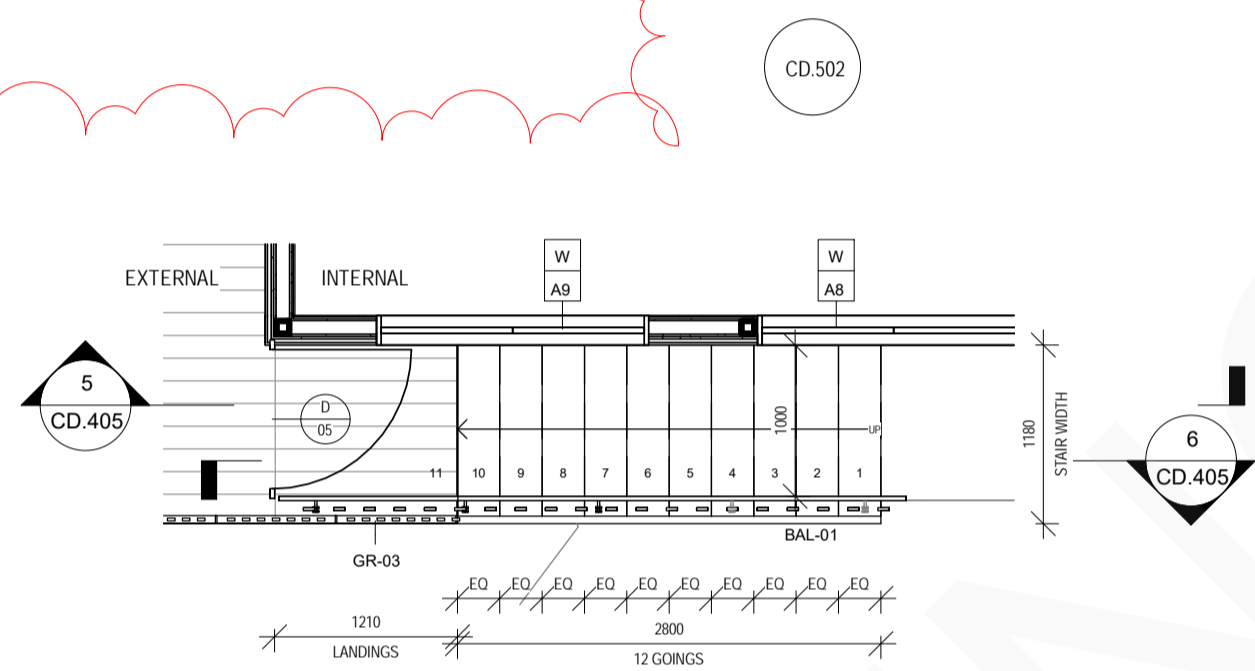 CD.502
EXTERNAL
INTERNAL
W
A9
W
A8
5
CD.405
D
05
1000
UP
1180
STAIR WIDTH
6
CD.405
11 10 9 8 7 6 5 4 3 2 1
BAL-01
GR-03
EQ EQ EQ EQ EQ EQ EQ EQ EQ EQ
1210
LANDINGS
2800
12 GOINGS